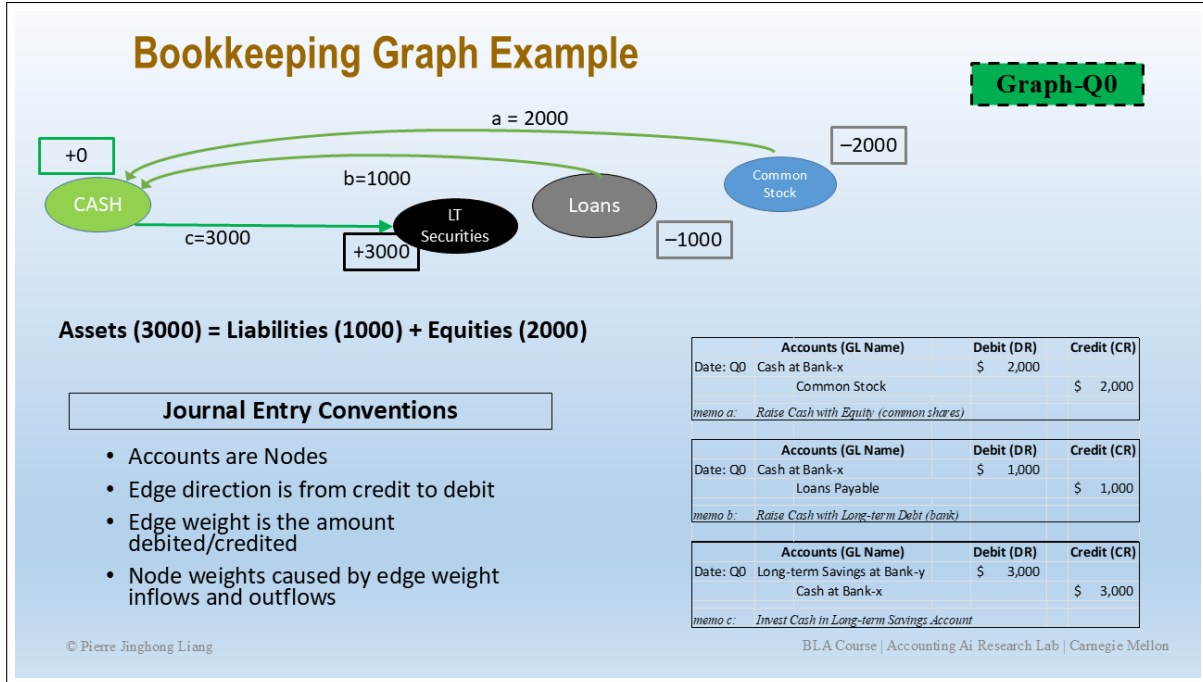 Bookkeeping Graph Example
Graph-Q0
a = 2000
+0
–2000
CASH
b=1000
Common
Stock
Loans
LT
Securities
c=3000
+3000
–1000
Assets (3000) = Liabilities (1000) + Equities (2000)
Journal Entry Conventions
• Accounts are Nodes
• Edge direction is from credit to debit
• Edge weight is the amount
debited/credited
• Node weights caused by edge weight
inflows and outflows
Accounts (GL Name) Debit (DR) Credit (CR)
Date: Q0 Cash at Bank-x $ 2,000
Common Stock $ 2,000
memo a: Raise Cash with Equity (common shares)
Accounts (GL Name) Debit (DR) Credit (CR)
Date: Q0 Cash at Bank-x $ 1,000
Loans Payable $ 1,000
memo b: Raise Cash with Long-term Debt (bank)
Accounts (GL Name) Debit (DR) Credit (CR)
Date: Q0 Long-term Savings at Bank-y $ 3,000
Cash at Bank-x $ 3,000
memo c: Invest Cash in Long-term Savings Account
© Pierre Jinghong Liang
BLA Course | Accounting Ai Research Lab | Carnegie Mellon